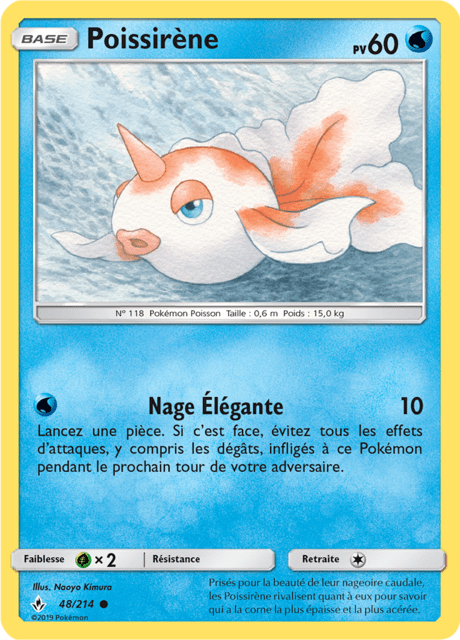 BASE Poissirène PV60
N° 118 Pokémon Poisson Taille : 0,6 m Poids : 15,0 kg
Nage Élégante 10
Lancez une pièce. Si c'est face, évitez tous les effets
d'attaques, y compris les dégâts, infligés à ce Pokémon
pendant le prochain tour de votre adversaire.
Faiblesse ×2 Résistance Retraite
Illus. Naoyo Kimura
48/214
©2019 Pokémon
Prisés pour la beauté de leur nageoire caudale,
les Poissirène rivalisent quant à eux pour savoir
qui a la corne la plus épaisse et la plus acérée.